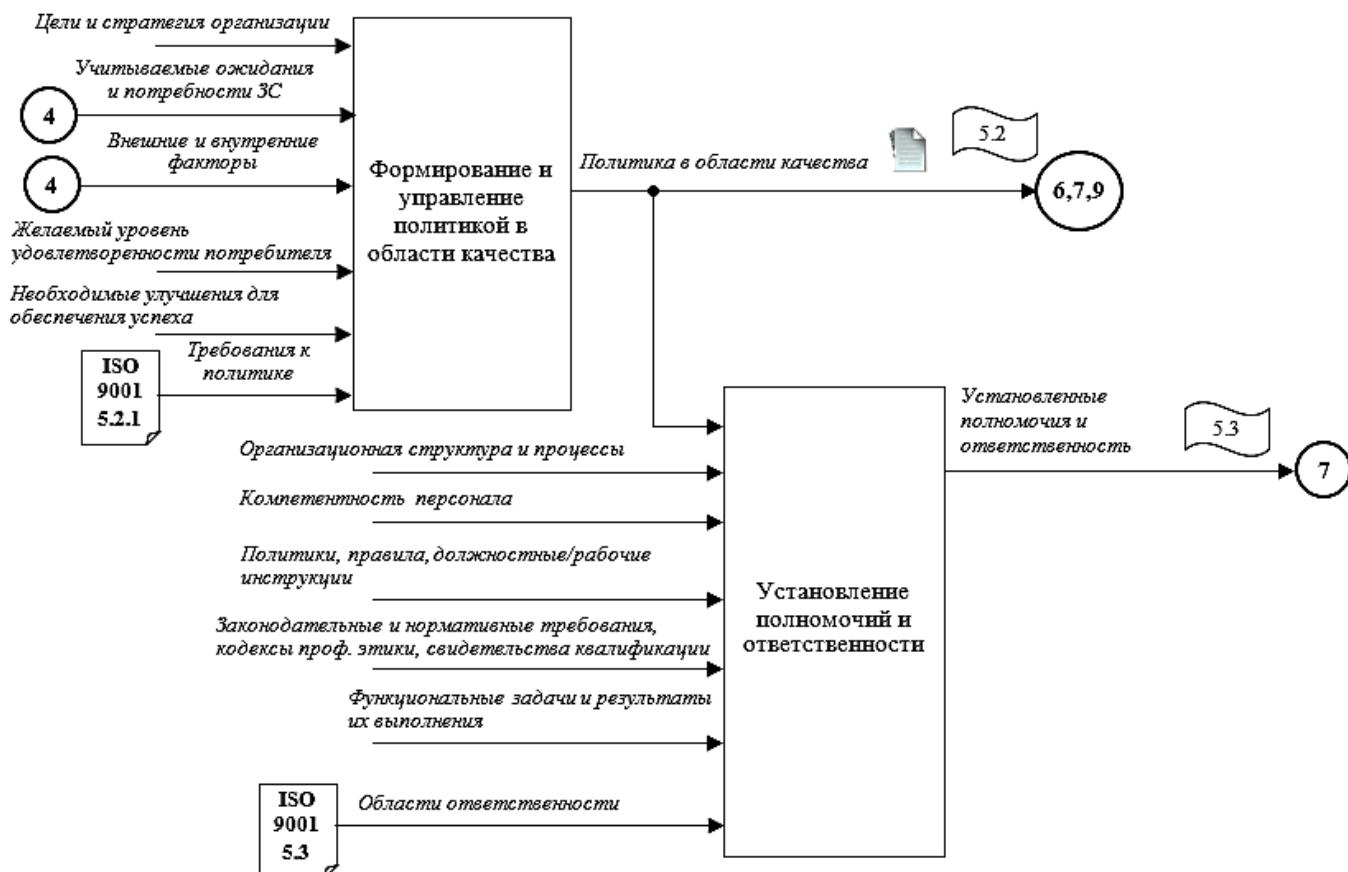 Цели и стратегия организации
Учитываемые ожидания
и потребности ЗС
4
Внешние и внутренние
факторы
4
Желаемый уровень
удовлетворенности потребителя
Необходимые улучшения для
обеспечения успеха
ISO
9001
5.2.1
Требования к
политике
Формирование и
управление
политикой в
области качества
Политика в области качества
5.2
6,7,9
Организационная структура и процессы
Компетентность персонала
Политики, правила, должностные/рабочие
инструкции
Законодательные и нормативные требования,
кодексы проф. этики, свидетельства квалификации
Функциональные задачи и результаты
их выполнения
ISO
9001
5.3
Области ответственности
Установление
полномочий и
ответственности
Установленные
полномочия и
ответственность
5.3
7